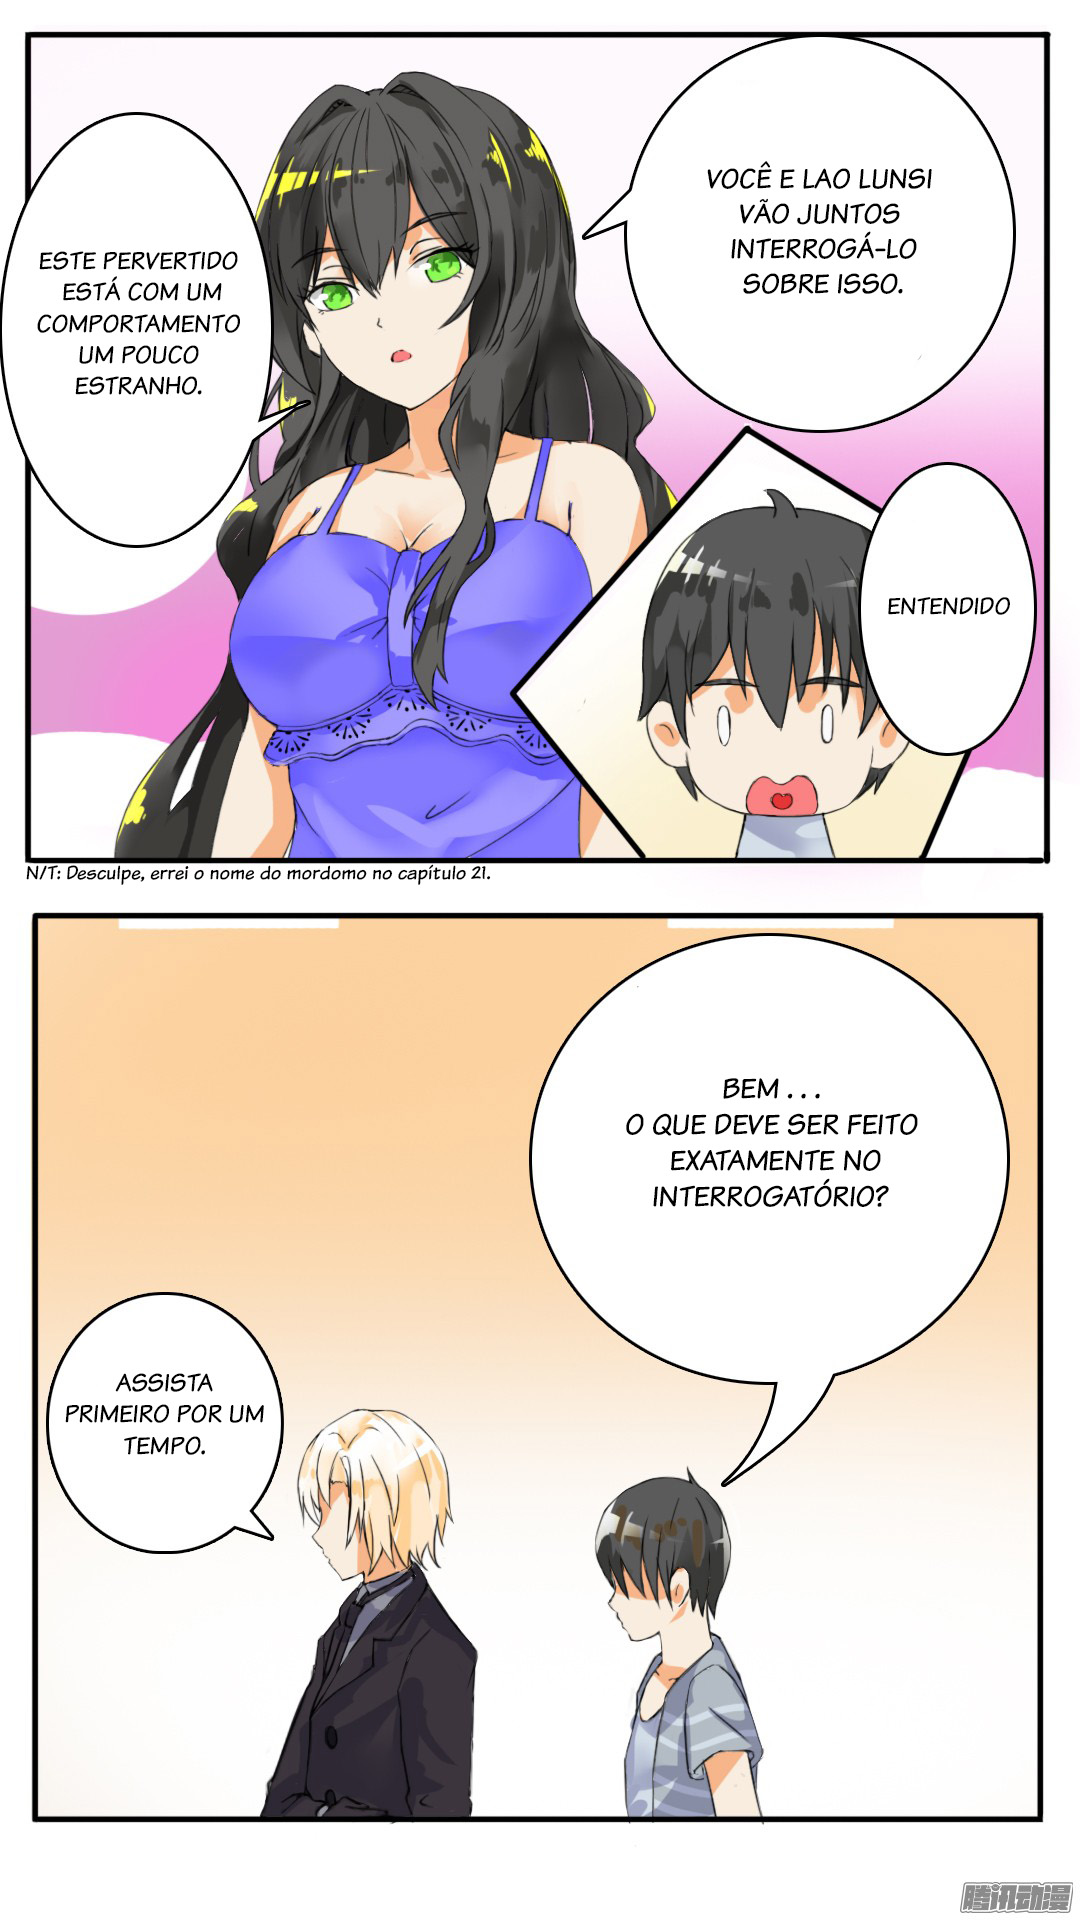 ESTE PERVERTIDO
ESTÁ COM UM
COMPORTAMENTO
UM POUCO
ESTRANHO.
VOCÊ E LAO LUNSI
VÃO JUNTOS
INTERROGÁ-LO
SOBRE ISSO.
ENTENDIDO
N/T: Desculpe, errei o nome do mordomo no capítulo 21.
BEM . . .
O QUE DEVE SER FEITO
EXATAMENTE NO
INTERROGATÓRIO?
ASSISTA
PRIMEIRO POR UM
TEMPO.
腾讯动漫